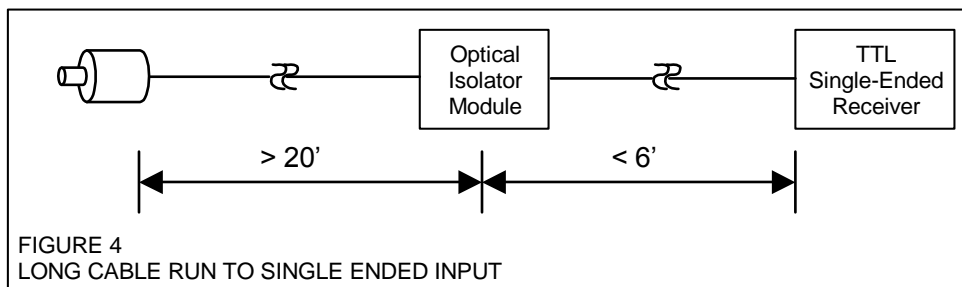 Optical
Isolator
Module
TTL
Single-Ended
Receiver
> 20’
< 6’
FIGURE 4
LONG CABLE RUN TO SINGLE ENDED INPUT